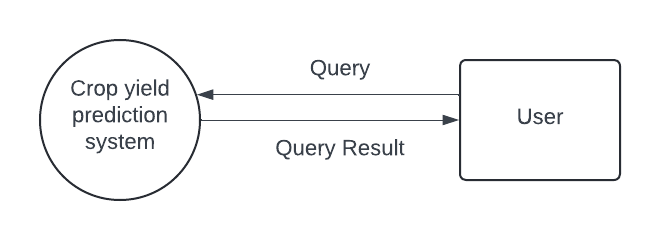 Crop yield
prediction
system
Query
Query Result
User